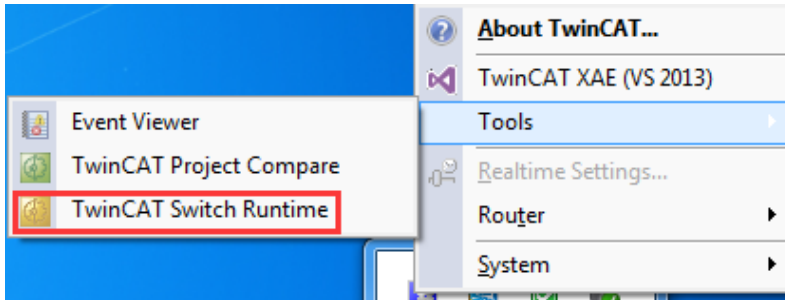 About TwinCAT...
TwinCAT XAE (VS 2013)
Tools
Event Viewer
TwinCAT Project Compare
TwinCAT Switch Runtime
Realtime Settings...
Router
System